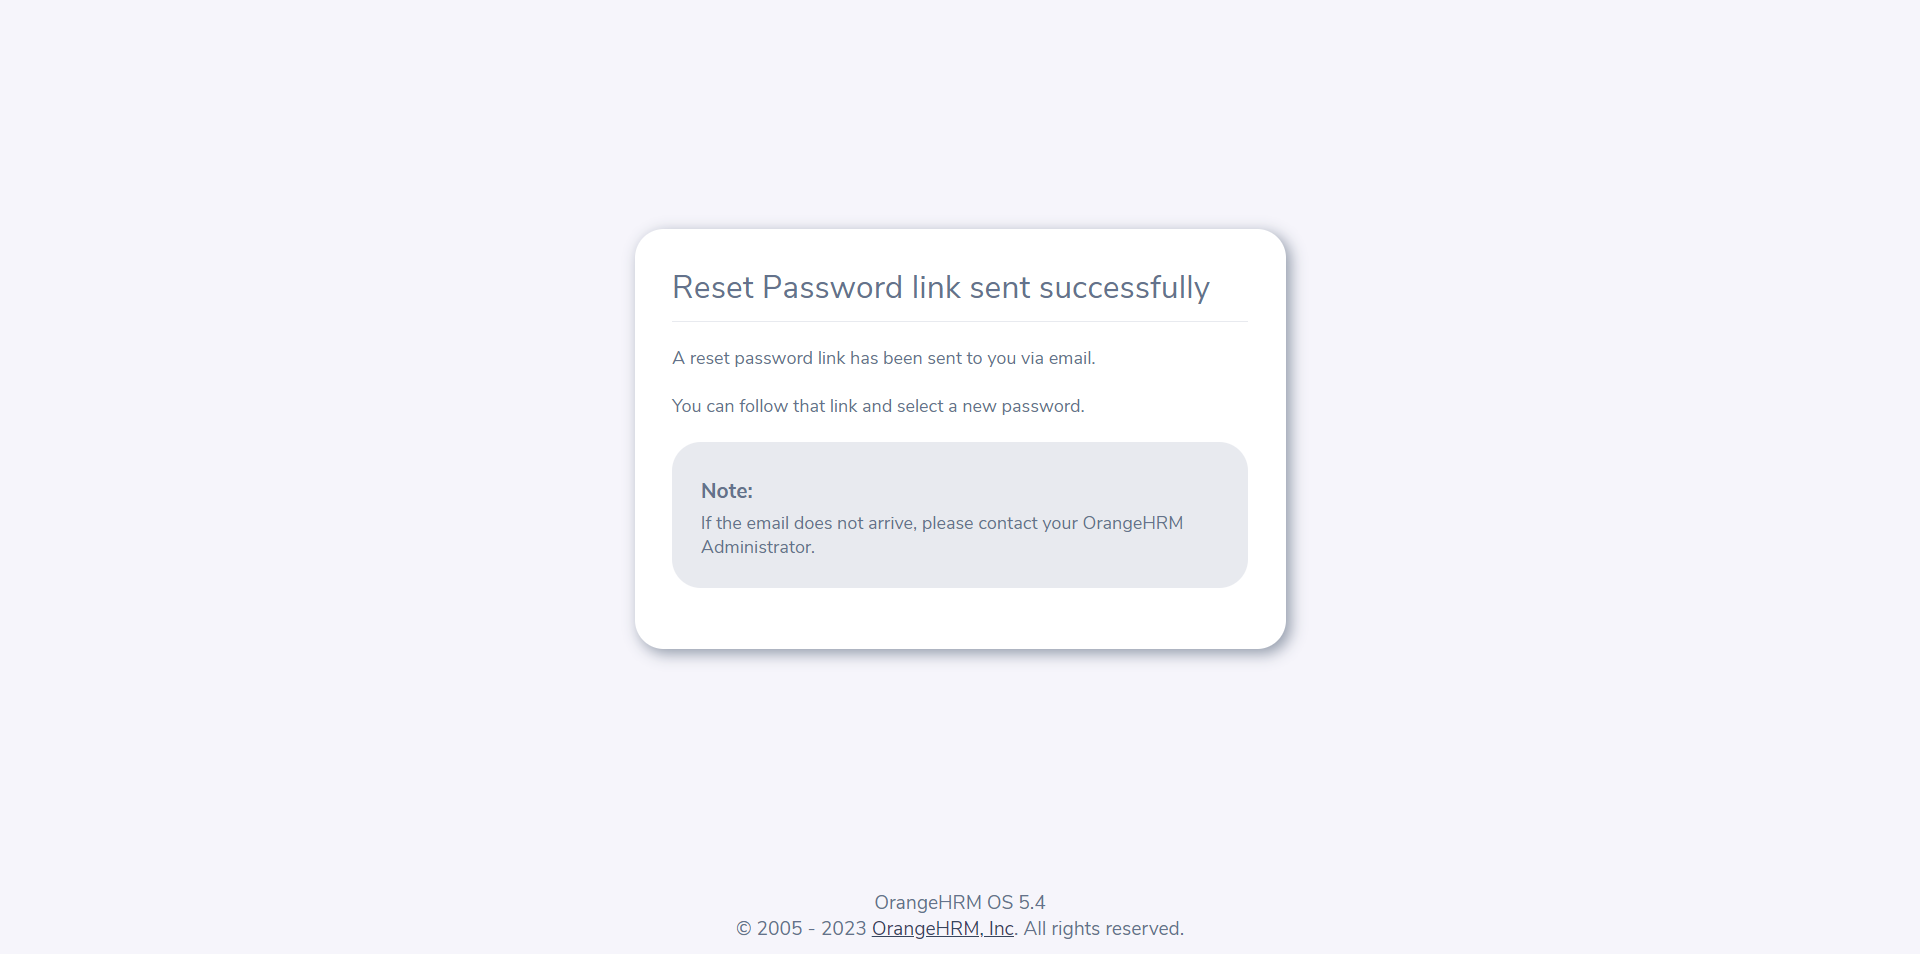 Reset Password link sent successfully
A reset password link has been sent to you via email.
You can follow that link and select a new password.
Note:
If the email does not arrive, please contact your OrangeHRM
Administrator.
OrangeHRM OS 5.4
© 2005 - 2023 OrangeHRM, Inc. All rights reserved.